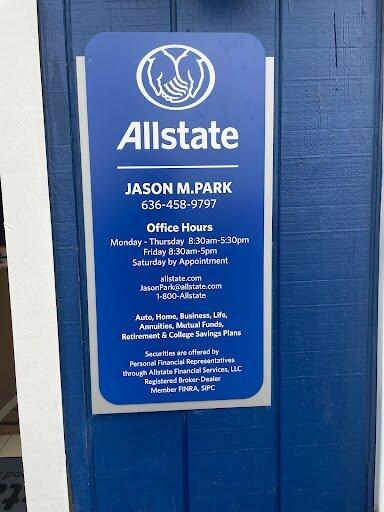 Allstate
JASON M.PARK
636-458-9797
Office Hours
Monday - Thursday 8:30am-5:30pm
Friday 8:30am-5pm
Saturday by Appointment
allstate.com
JasonPark@allstate.com
1-800-Allstate
Auto, Home, Business, Life,
Annuities, Mutual Funds,
Retirement & College Savings Plans
Securities are offered by
Personal Financial Representatives
through Allstate Financial Services, LLC
Registered Broker-Dealer
Member FINRA, SIPC